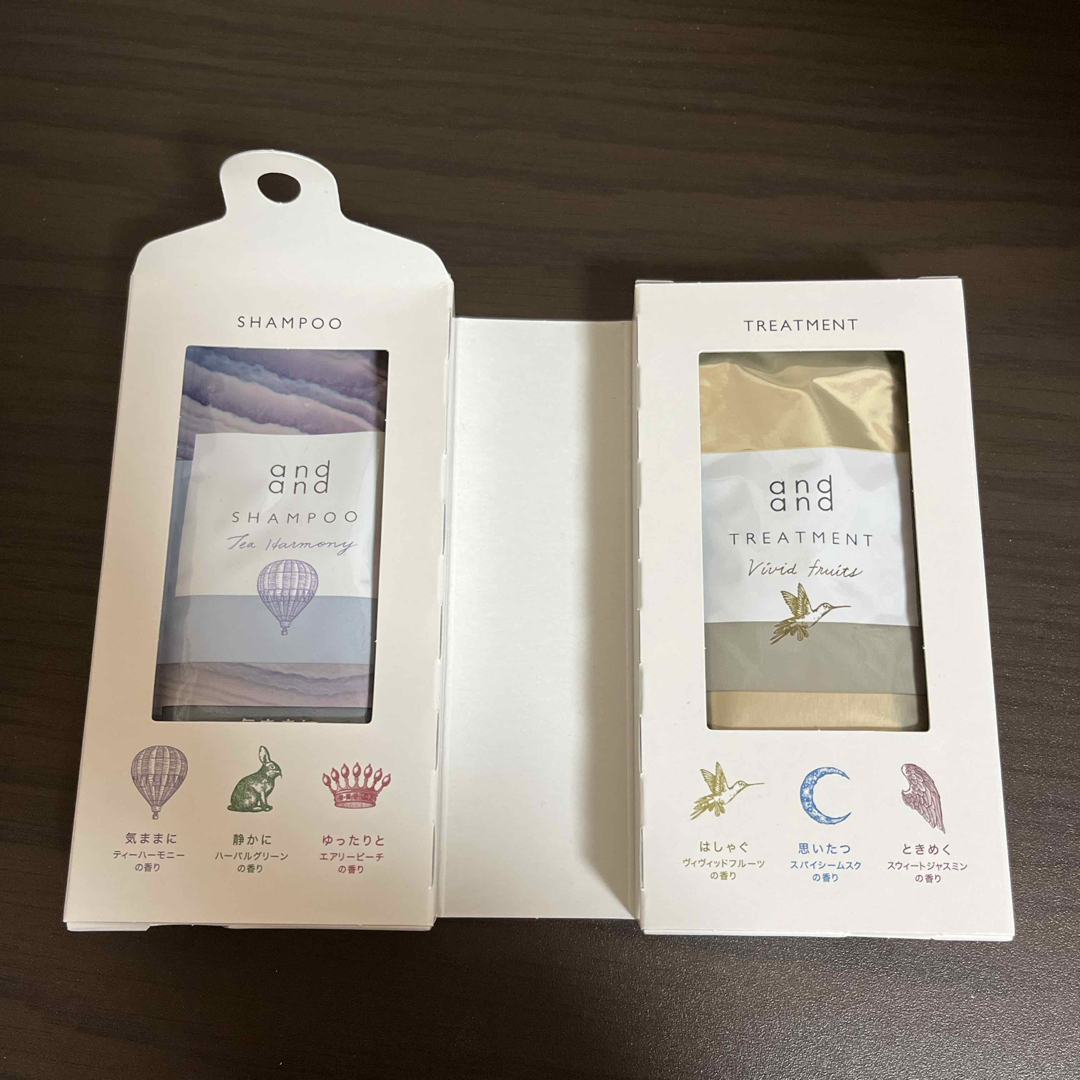 SHAMPOO
and
and
SHAMPOO
Tea Harmony
気ままに
ティーハーモニー
の香り
静かに
ハーバルグリーン
の香り
ゆったりと
エアリーピーチ
の香り
TREATMENT
and
and
TREATMENT
Vivid fruits
はしゃぐ
ヴィヴィッドフルーツ
の香り
思いたつ
スパイシームスク
の香り
ときめく
スウィートジャスミン
の香り